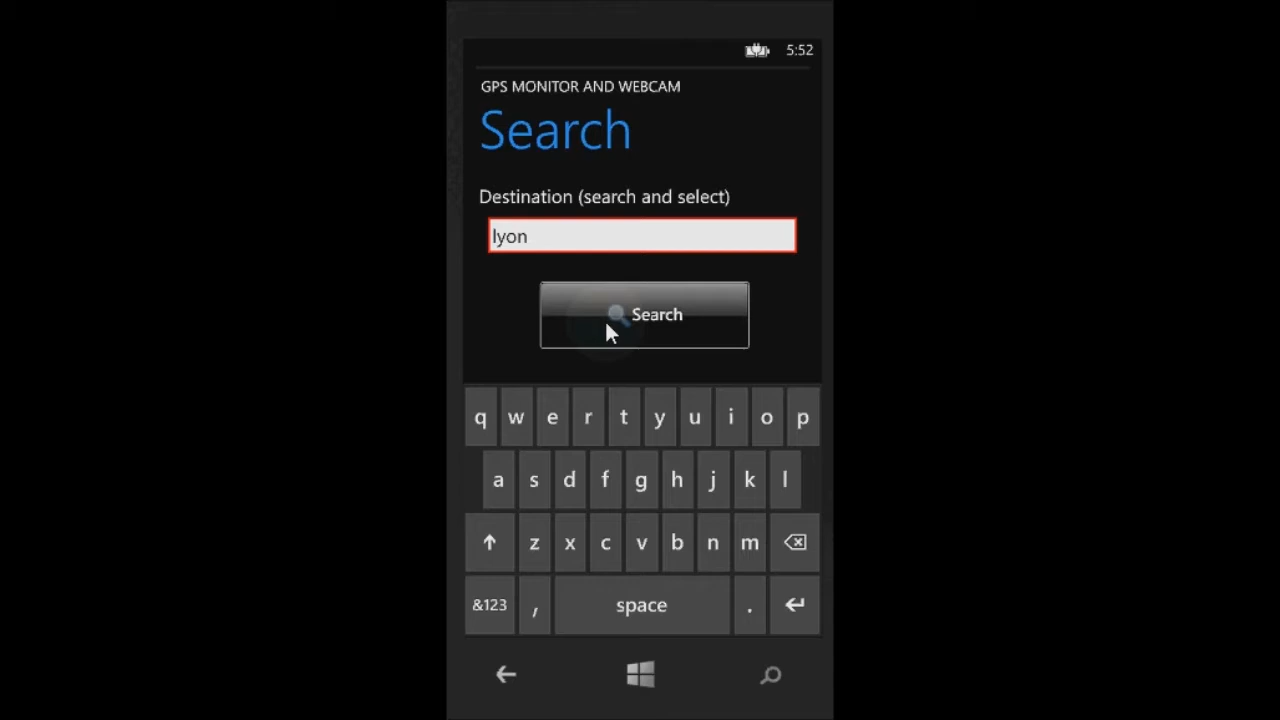 5:52
GPS MONITOR AND WEBCAM
Search
Destination (search and select)
lyon
Search
q w e r t y u i o p
a s d f g h j k l
z x c v b n m
&123 , space .